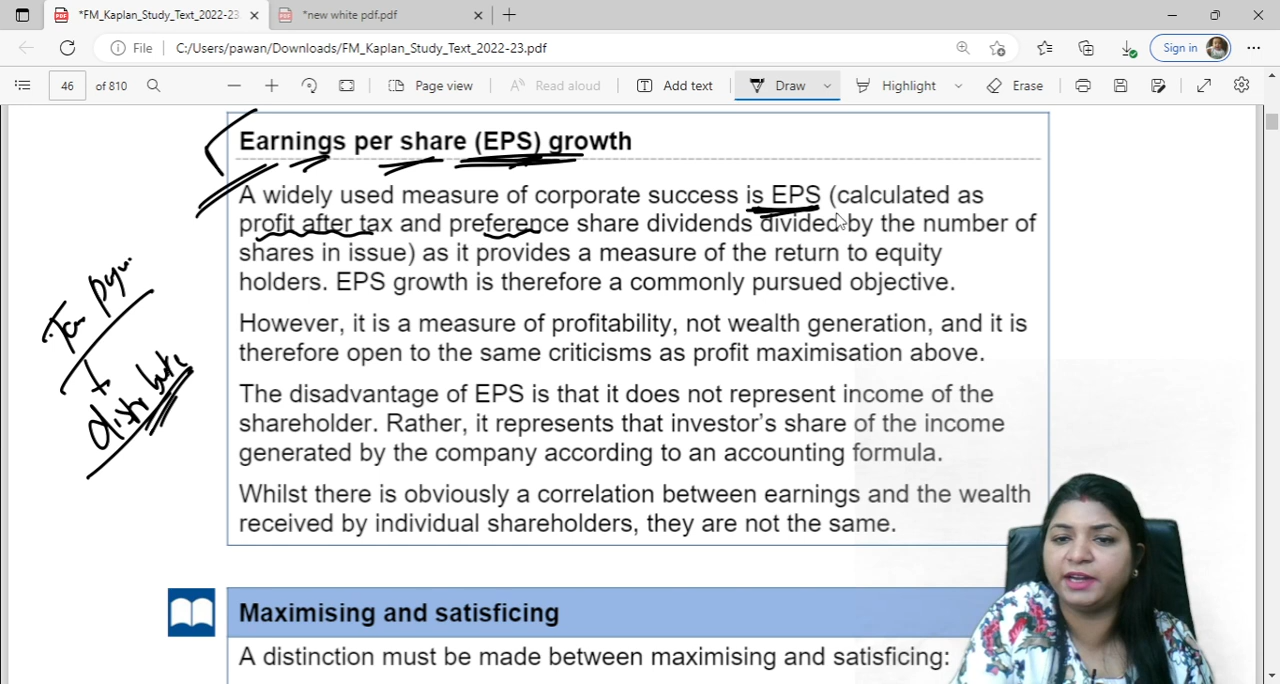 *FM_Kaplan_Study_Text_2022-23.
*new white pdf.pdf
File
C:/Users/pawan/Downloads/FM_Kaplan_Study_Text_2022-23.pdf
Sign in
46 of 810
Page view
Read aloud
Add text
Draw
Highlight
Erase
Earnings per share (EPS) growth
A widely used measure of corporate success is EPS (calculated as
profit after tax and preference share dividends divided by the number of
shares in issue) as it provides a measure of the return to equity
holders. EPS growth is therefore a commonly pursued objective.
However, it is a measure of profitability, not wealth generation, and it is
therefore open to the same criticisms as profit maximisation above.
The disadvantage of EPS is that it does not represent income of the
shareholder. Rather, it represents that investor’s share of the income
generated by the company according to an accounting formula.
Whilst there is obviously a correlation between earnings and the wealth
received by individual shareholders, they are not the same.
distribute
Maximising and satisficing
A distinction must be made between maximising and satisficing: